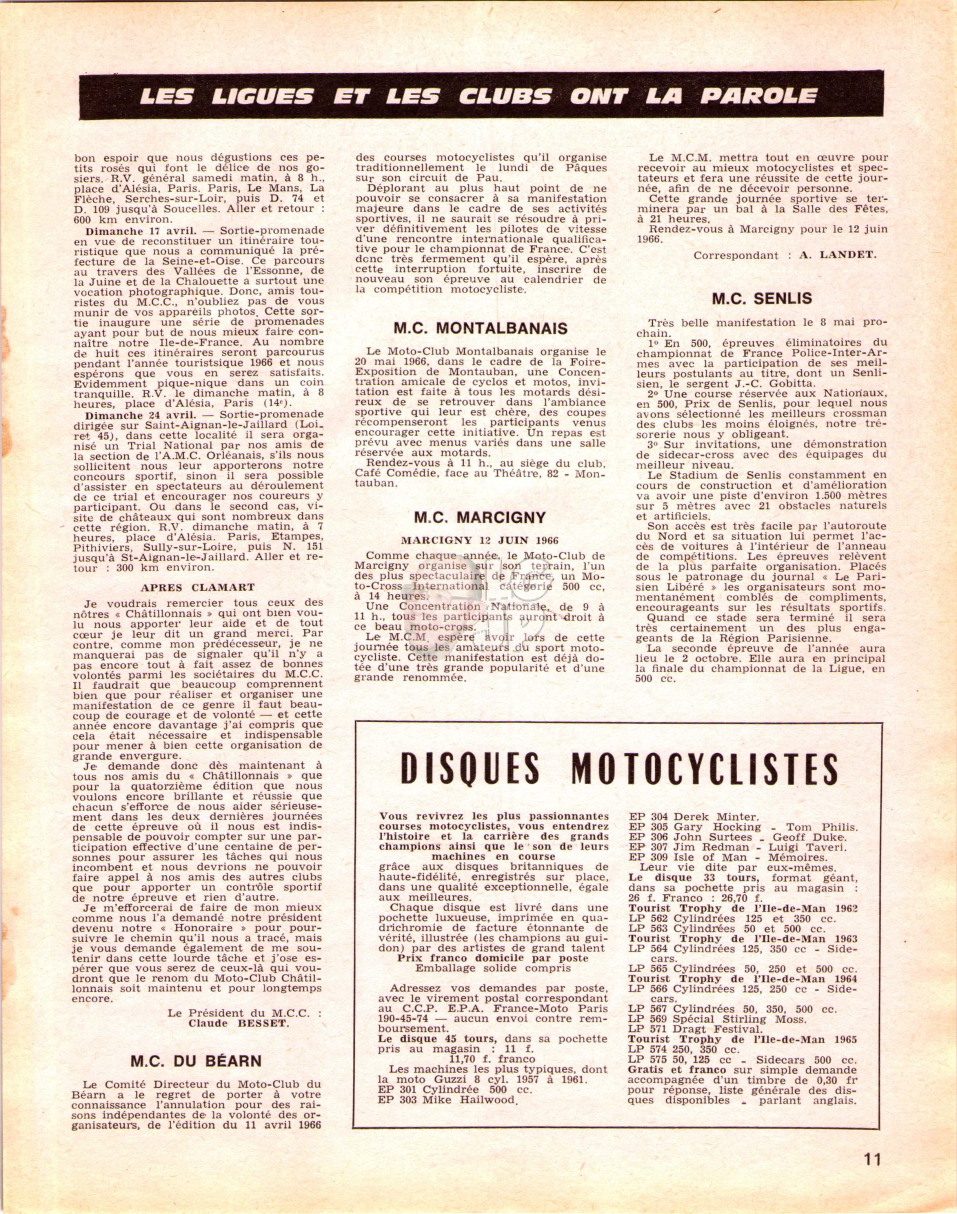 LES LIGUES ET LES CLUBS ONT LA PAROLE
bon espoir que nous dégustions ces pe-
tits rosés qui font le délice de nos go-
siers. R.V. général samedi matin, à 8 h.,
place d'Alésia, Paris. Paris, Le Mans, La
Flèche, Serches-sur-Loir, puis D. 74 et
D. 109 jusqu'à Soucelles. Aller et retour :
600 km environ.
Dimanche 17 avril. — Sortie-promenade
en vue de reconstituer un itinéraire tou-
ristique que nous a communiqué la pré-
fecture de la Seine-et-Oise. Ce parcours
au travers des Vallées de l'Essonne, de
la Juine et de la Chalouette a surtout une
vocation photographique. Donc, amis tou-
ristes du M.C.C., n'oubliez pas de vous
munir de vos appareils photos. Cette sor-
tie inaugure une série de promenades
ayant pour but de nous mieux faire con-
naître notre Ile-de-France. Au nombre
de huit ces itinéraires seront parcourus
pendant l'année touristsique 1966 et nous
espérons que vous en serez satisfaits.
Evidemment pique-nique dans un coin
tranquille. R.V. le dimanche matin, à 8
heures, place d'Alésia, Paris (14e).
Dimanche 24 avril. — Sortie-promenade
dirigée sur Saint-Aignan-le-Jaillard (Loi-
ret 45), dans cette localité il sera orga-
nisé un Trial National par nos amis de
la section de l'A.M.C. Orléanais, s'ils nous
sollicitent nous leur apporterons notre
concours sportif, sinon il sera possible
d'assister en spectateurs au déroulement
de ce trial et encourager nos coureurs y
participant. Ou dans le second cas, vi-
site de châteaux qui sont nombreux dans
cette région. R.V. dimanche matin, à 7
heures, place d'Alésia. Paris, Etampes,
Pithiviers, Sully-sur-Loire, puis N. 151
jusqu'à St-Aignan-le-Jaillard. Aller et re-
tour : 300 km environ.
APRES CLAMART
Je voudrais remercier tous ceux des
nôtres « Châtillonnais » qui ont bien vou-
lu nous apporter leur aide et de tout
cœur je leur dit un grand merci. Par
contre, comme mon prédécesseur, je ne
manquerai pas de signaler qu'il n'y a
pas encore tout à fait assez de bonnes
volontés parmi les sociétaires du M.C.C.
Il faudrait que beaucoup comprennent
bien que pour réaliser et organiser une
manifestation de ce genre il faut beau-
coup de courage et de volonté — et cette
année encore davantage j'ai compris que
cela était nécessaire et indispensable
pour mener à bien cette organisation de
grande envergure.
Je demande donc dès maintenant à
tous nos amis du « Châtillonnais » que
pour la quatorzième édition que nous
voulons encore brillante et réussie que
chacun s'efforce de nous aider sérieuse-
ment dans les deux dernières journées
de cette épreuve où il nous est indis-
pensable de pouvoir compter sur une par-
ticipation effective d'une centaine de per-
sonnes pour assurer les tâches qui nous
incombent et nous devrions ne pouvoir
faire appel à nos amis des autres clubs
que pour apporter un contrôle sportif
de notre épreuve et rien d'autre.
Je m'efforcerai de faire de mon mieux
comme nous l'a demandé notre président
devenu notre « Honoraire » pour pour-
suivre le chemin qu'il nous a tracé, mais
je vous demande également de me sou-
tenir dans cette lourde tâche et j'ose es-
pérer que vous serez de ceux-là qui vou-
dront que le renom du Moto-Club Châtil-
lonnais soit maintenu et pour longtemps
encore.
Le Président du M.C.C. :
Claude BESSET.
M.C. DU BÉARN
Le Comité Directeur du Moto-Club du
Béarn a le regret de porter à votre
connaissance l'annulation pour des rai-
sons indépendantes de la volonté des or-
ganisateurs, de l'édition du 11 avril 1966
des courses motocyclistes qu'il organise
traditionnellement le lundi de Pâques
sur son circuit de Pau.
Déplorant au plus haut point de ne
pouvoir se consacrer à sa manifestation
majeure dans le cadre de ses activités
sportives, il ne saurait se résoudre à pri-
ver définitivement les pilotes de vitesse
d'une rencontre internationale qualifica-
tive pour le championnat de France. C'est
donc très fermement qu'il espère, après
cette interruption fortuite, inscrire de
nouveau son épreuve au calendrier de
la compétition motocycliste.
M.C. MONTALBANAIS
Le Moto-Club Montalbanais organise le
20 mai 1966, dans le cadre de la Foire-
Exposition de Montauban, une Concen-
tration amicale de cyclos et motos, invi-
tation est faite à tous les motards dési-
reux de se retrouver dans l'ambiance
sportive qui leur est chère, des coupes
récompenseront les participants venus
encourager cette initiative. Un repas est
prévu avec menus variés dans une salle
réservée aux motards.
Rendez-vous à 11 h., au siège du club,
Café Comédie, face au Théâtre, 82 - Mon-
tauban.
M.C. MARCIGNY
MARCIGNY 12 JUIN 1966
Comme chaque année, le Moto-Club de
Marcigny organise sur son terrain, l'un
des plus spectaculaire de France, un Mo-
to-Cross International catégorie 500 cc,
à 14 heures.
Une Concentration Nationale, de 9 à
11 h., tous les participants auront droit à
ce beau moto-cross.
Le M.C.M. espère avoir lors de cette
journée tous les amateurs du sport moto-
cycliste. Cette manifestation est déjà do-
tée d'une très grande popularité et d'une
grande renommée.
Le M.C.M. mettra tout en œuvre pour
recevoir au mieux motocyclistes et spec-
tateurs et fera une réussite de cette jour-
née, afin de ne décevoir personne.
Cette grande journée sportive se ter-
minera par un bal à la Salle des Fêtes,
à 21 heures.
Rendez-vous à Marcigny pour le 12 juin
1966.
Correspondant : A. LANDET.
M.C. SENLIS
Très belle manifestation le 8 mai pro-
chain.
1º En 500, épreuves éliminatoires du
championnat de France Police-Inter-Ar-
mes avec la participation de ses meil-
leurs postulants au titre, dont un Senli-
sien, le sergent J.-C. Gobitta.
2º Une course réservée aux Nationaux,
en 500, Prix de Senlis, pour lequel nous
avons sélectionné les meilleurs crossman
des clubs les moins éloignés, notre tré-
sorerie nous y obligeant.
3º Sur invitations, une démonstration
de sidecar-cross avec des équipages du
meilleur niveau.
Le Stadium de Senlis constamment en
cours de construction et d'amélioration
va avoir une piste d'environ 1.500 mètres
sur 5 mètres avec 21 obstacles naturels
et artificiels.
Son accès est très facile par l'autoroute
du Nord et sa situation lui permet l'ac-
cès de voitures à l'intérieur de l'anneau
de compétitions. Les épreuves relèvent
de la plus parfaite organisation. Placés
sous le patronage du journal « Le Pari-
sien Libéré » les organisateurs sont mo-
mentanément comblés de compliments,
encourageants sur les résultats sportifs.
Quand ce stade sera terminé il sera
très certainement un des plus enga-
geants de la Région Parisienne.
La seconde épreuve de l'année aura
lieu le 2 octobre. Elle aura en principal
la finale du championnat de la Ligue, en
500 cc.
DISQUES MOTOCYCLISTES
Vous revivrez les plus passionnantes
courses motocyclistes, vous entendrez
l'histoire et la carrière des grands
champions ainsi que le son de leurs
machines en course
grâce aux disques britanniques de
haute-fidélité, enregistrés sur place,
dans une qualité exceptionnelle, égale
aux meilleures.
Chaque disque est livré dans une
pochette luxueuse, imprimée en qua-
drichromie de facture étonnante de
vérité, illustrée (les champions au gui-
don) par des artistes de grand talent
Prix franco domicile par poste
Emballage solide compris
Adressez vos demandes par poste,
avec le virement postal correspondant
au C.C.P. E.P.A. France-Moto Paris
190-45-74 — aucun envoi contre rem-
boursement.
Le disque 45 tours, dans sa pochette
pris au magasin : 11 f.
11,70 f. franco
Les machines les plus typiques, dont
la moto Guzzi 8 cyl. 1957 à 1961.
EP 301 Cylindrée 500 cc.
EP 303 Mike Hailwood.
EP 304 Derek Minter.
EP 305 Gary Hocking - Tom Philis.
EP 306 John Surtees - Geoff Duke.
EP 307 Jim Redman - Luigi Taveri.
EP 309 Isle of Man - Mémoires.
Leur vie dite par eux-mêmes.
Le disque 33 tours, format géant,
dans sa pochette pris au magasin :
26 f. Franco : 26,70 f.
Tourist Trophy de l'Ile-de-Man 1962
LP 562 Cylindrées 125 et 350 cc.
LP 563 Cylindrées 50 et 500 cc.
Tourist Trophy de l'Ile-de-Man 1963
LP 564 Cylindrées 125, 350 cc - Side-
cars.
LP 565 Cylindrées 50, 250 et 500 cc.
Tourist Trophy de l'Ile-de-Man 1964
LP 566 Cylindrées 125, 250 cc - Side-
cars.
LP 567 Cylindrées 50, 350, 500 cc.
LP 569 Spécial Stirling Moss.
LP 571 Dragt Festival.
Tourist Trophy de l'Ile-de-Man 1965
LP 574 250, 350 cc.
LP 575 50, 125 cc - Sidecars 500 cc.
Gratis et franco sur simple demande
accompagnée d'un timbre de 0,30 fr
pour réponse, liste générale des dis-
ques disponibles - parlant anglais.
11